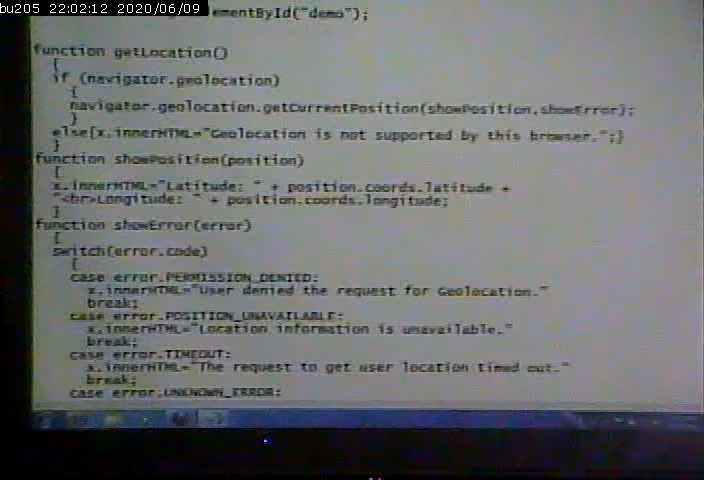 bu205 22:02:12 2020/06/09
ementById("demo");
function getLocation()
{
if (navigator.geolocation)
{
navigator.geolocation.getCurrentPosition(showPosition,showError);
}
else{x.innerHTML="Geolocation is not supported by this browser.";}
}
function showPosition(position)
{
x.innerHTML="Latitude: " + position.coords.latitude +
"<br>Longitude: " + position.coords.longitude;
}
function showError(error)
{
switch(error.code)
{
case error.PERMISSION_DENIED:
x.innerHTML="User denied the request for Geolocation."
break;
case error.POSITION_UNAVAILABLE:
x.innerHTML="Location information is unavailable."
break;
case error.TIMEOUT:
x.innerHTML="The request to get user location timed out."
break;
case error.UNKNOWN_ERROR: